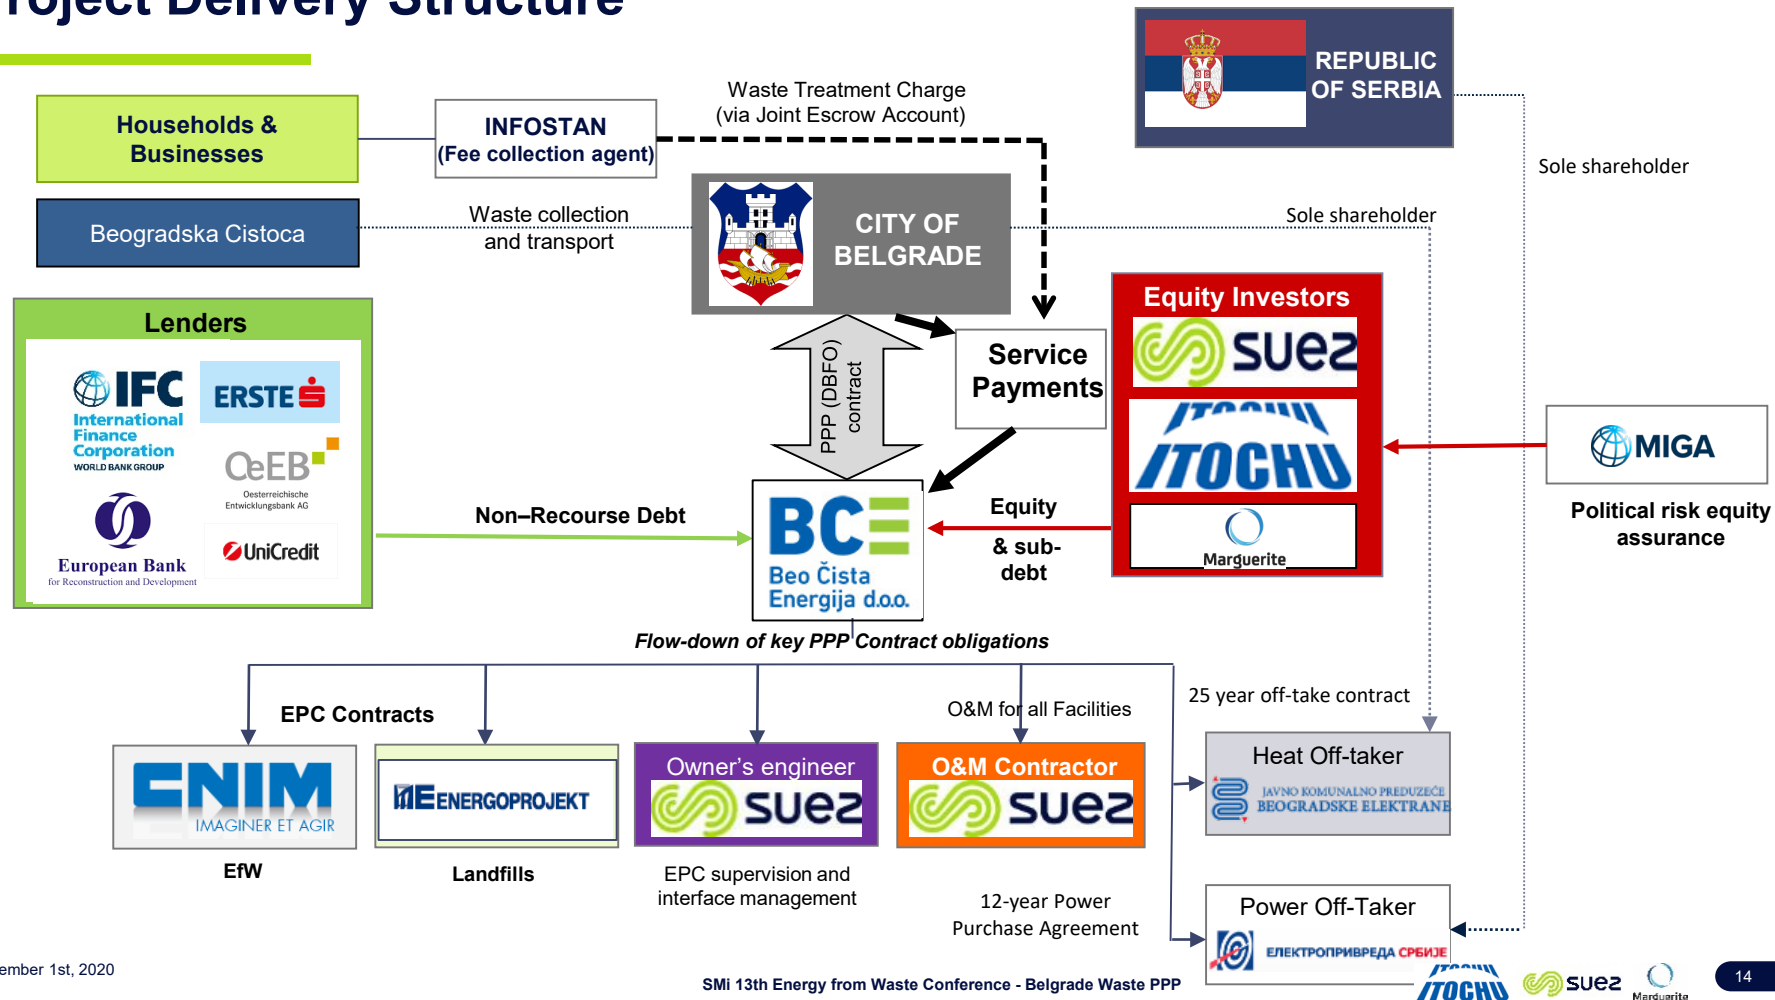 roject Delivery Structure
REPUBLIC
OF SERBIA
Households &
Businesses
INFOSTAN
(Fee collection agent)
Waste Treatment Charge
(via Joint Escrow Account)
Sole shareholder
Beogradska Cistoca
Waste collection
and transport
CITY OF
BELGRADE
Sole shareholder
Lenders
IFC
International
Finance
Corporation
WORLD BANK GROUP
ERSTE
OeEB
Oesterreichische
Entwicklungsbank AG
European Bank
for Reconstruction and Development
UniCredit
PPP (DBFO)
contract
Service
Payments
Equity Investors
suez
ITOCHU
ITOCHU
Marguerite
MIGA
Political risk equity
assurance
Non–Recourse Debt
BCE
Beo Čista
Energija d.o.o.
Equity
& sub-
debt
Flow-down of key PPP Contract obligations
EPC Contracts
O&M for all Facilities
25 year off-take contract
CNIM
IMAGINER ET AGIR
EfW
ENERGOPROJEKT
Landfills
Owner's engineer
suez
EPC supervision and
interface management
O&M Contractor
suez
Heat Off-taker
JAVNO KOMUNALNO PREDUZEĆE
BEOGRADSKE ELEKTRANE
12-year Power
Purchase Agreement
Power Off-Taker
ЕЛЕКТРОПРИВРЕДА СРБИЈЕ
ember 1st, 2020
SMi 13th Energy from Waste Conference - Belgrade Waste PPP
ITOCHU
ITOCHU
suez
Marguerite
14